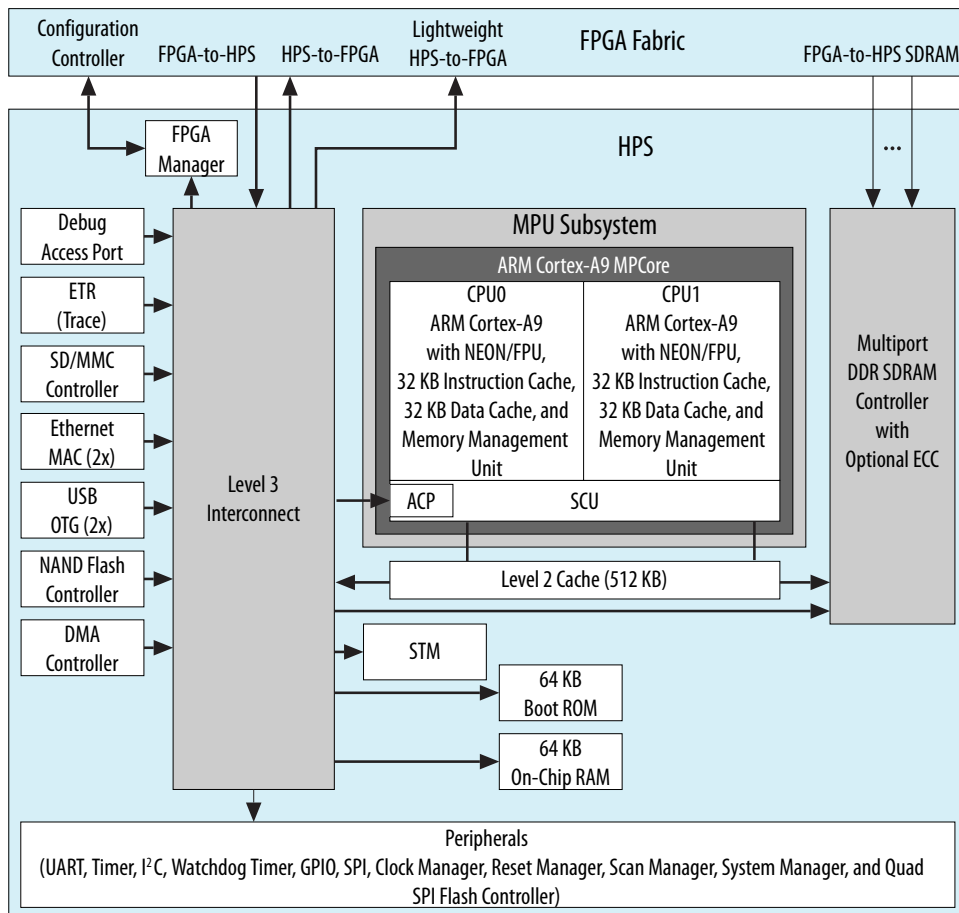 Configuration
Controller
FPGA-to-HPS
HPS-to-FPGA
Lightweight
HPS-to-FPGA
FPGA Fabric
FPGA-to-HPS SDRAM
FPGA
Manager
HPS
...
Debug
Access Port
ETR
(Trace)
SD/MMC
Controller
Ethernet
MAC (2x)
USB
OTG (2x)
NAND Flash
Controller
DMA
Controller
Level 3
Interconnect
MPU Subsystem
ARM Cortex-A9 MPCore
CPU0
ARM Cortex-A9
with NEON/FPU,
32 KB Instruction Cache,
32 KB Data Cache, and
Memory Management
Unit
CPU1
ARM Cortex-A9
with NEON/FPU,
32 KB Instruction Cache,
32 KB Data Cache, and
Memory Management
Unit
ACP
SCU
Level 2 Cache (512 KB)
Multiport
DDR SDRAM
Controller
with
Optional ECC
STM
64 KB
Boot ROM
64 KB
On-Chip RAM
Peripherals
(UART, Timer, I²C, Watchdog Timer, GPIO, SPI, Clock Manager, Reset Manager, Scan Manager, System Manager, and Quad
SPI Flash Controller)